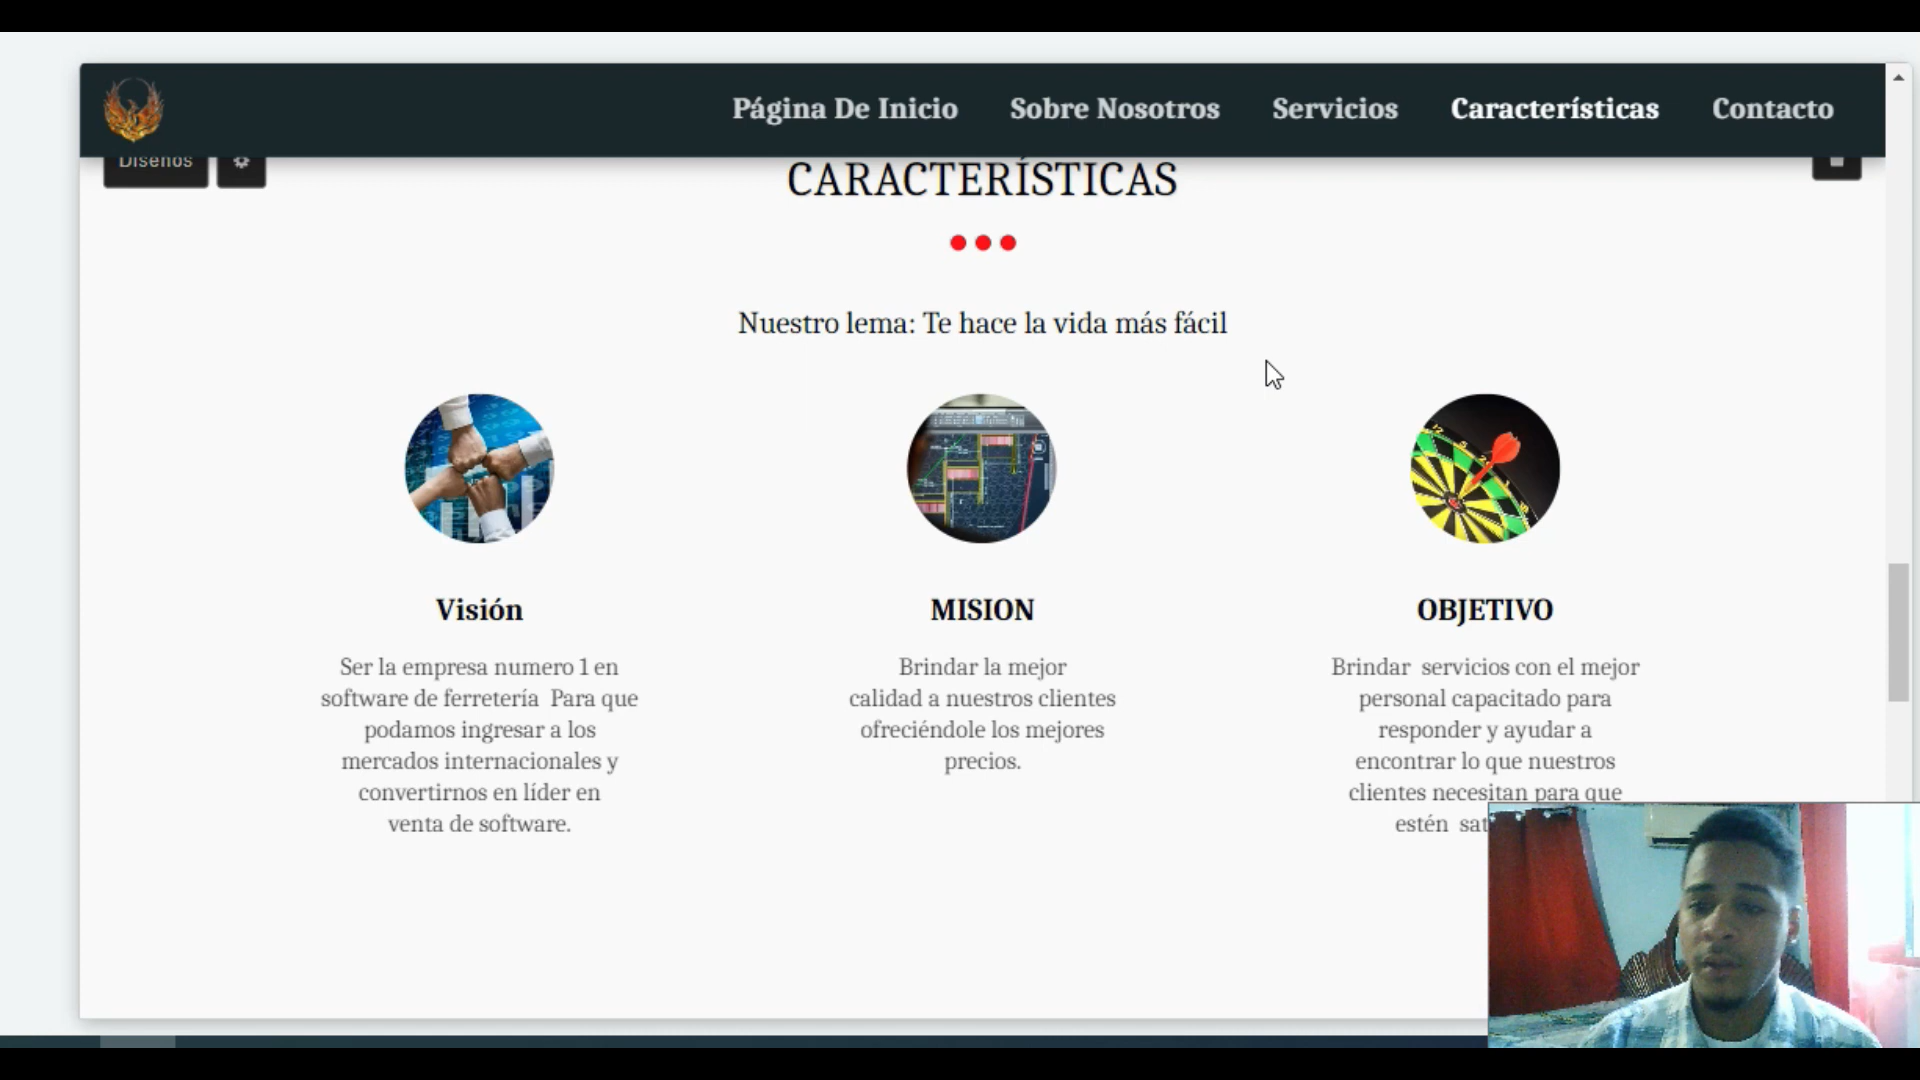 Página De Inicio Sobre Nosotros Servicios Características Contacto
Diseños
CARACTERÍSTICAS
Nuestro lema: Te hace la vida más fácil
Visión
Ser la empresa numero 1 en
software de ferretería Para que
podamos ingresar a los
mercados internacionales y
convertirnos en líder en
venta de software.
MISION
Brindar la mejor
calidad a nuestros clientes
ofreciéndole los mejores
precios.
OBJETIVO
Brindar servicios con el mejor
personal capacitado para
responder y ayudar a
encontrar lo que nuestros
clientes necesitan para que
estén